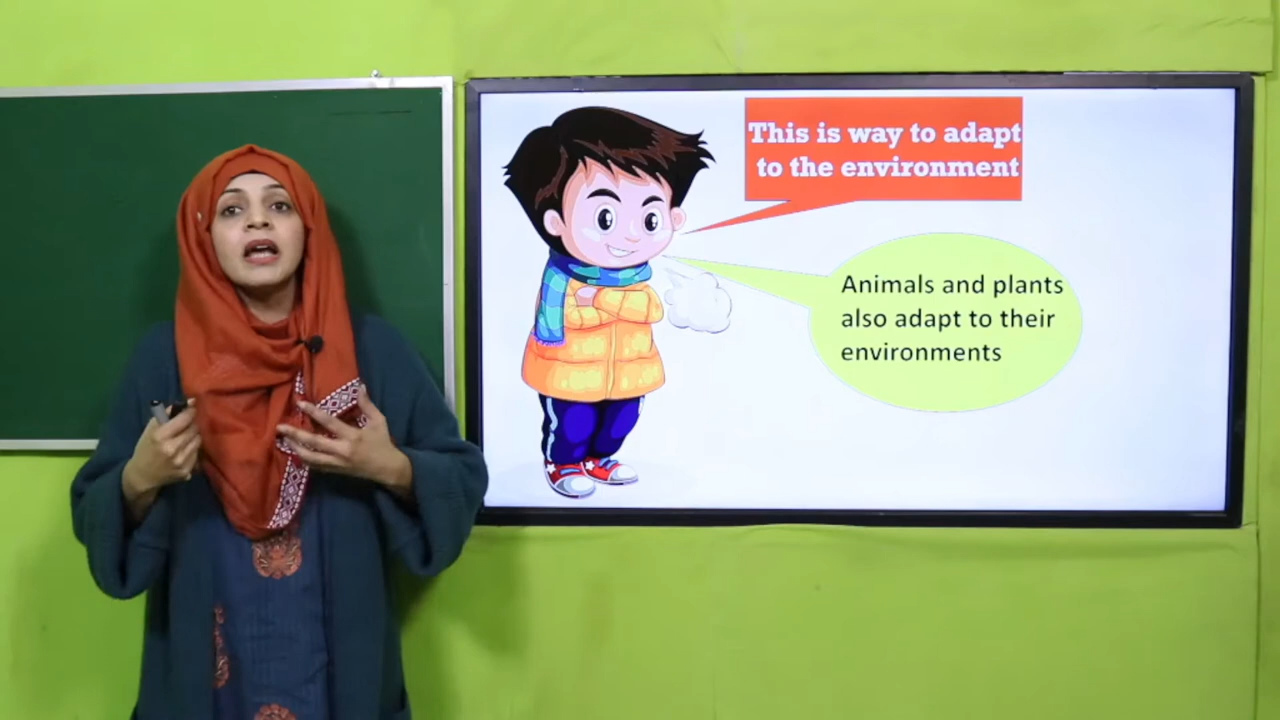 This is way to adapt
to the environment
Animals and plants
also adapt to their
environments